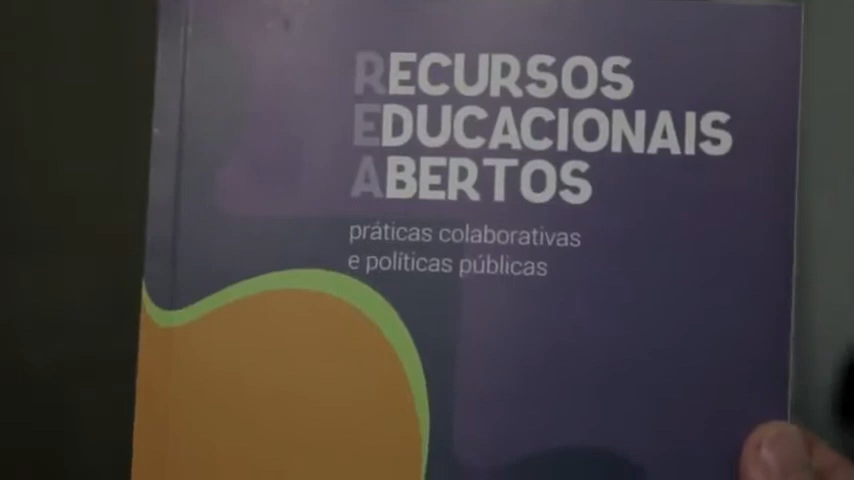 RECURSOS
EDUCACIONAIS
ABERTOS
práticas colaborativas
e políticas públicas